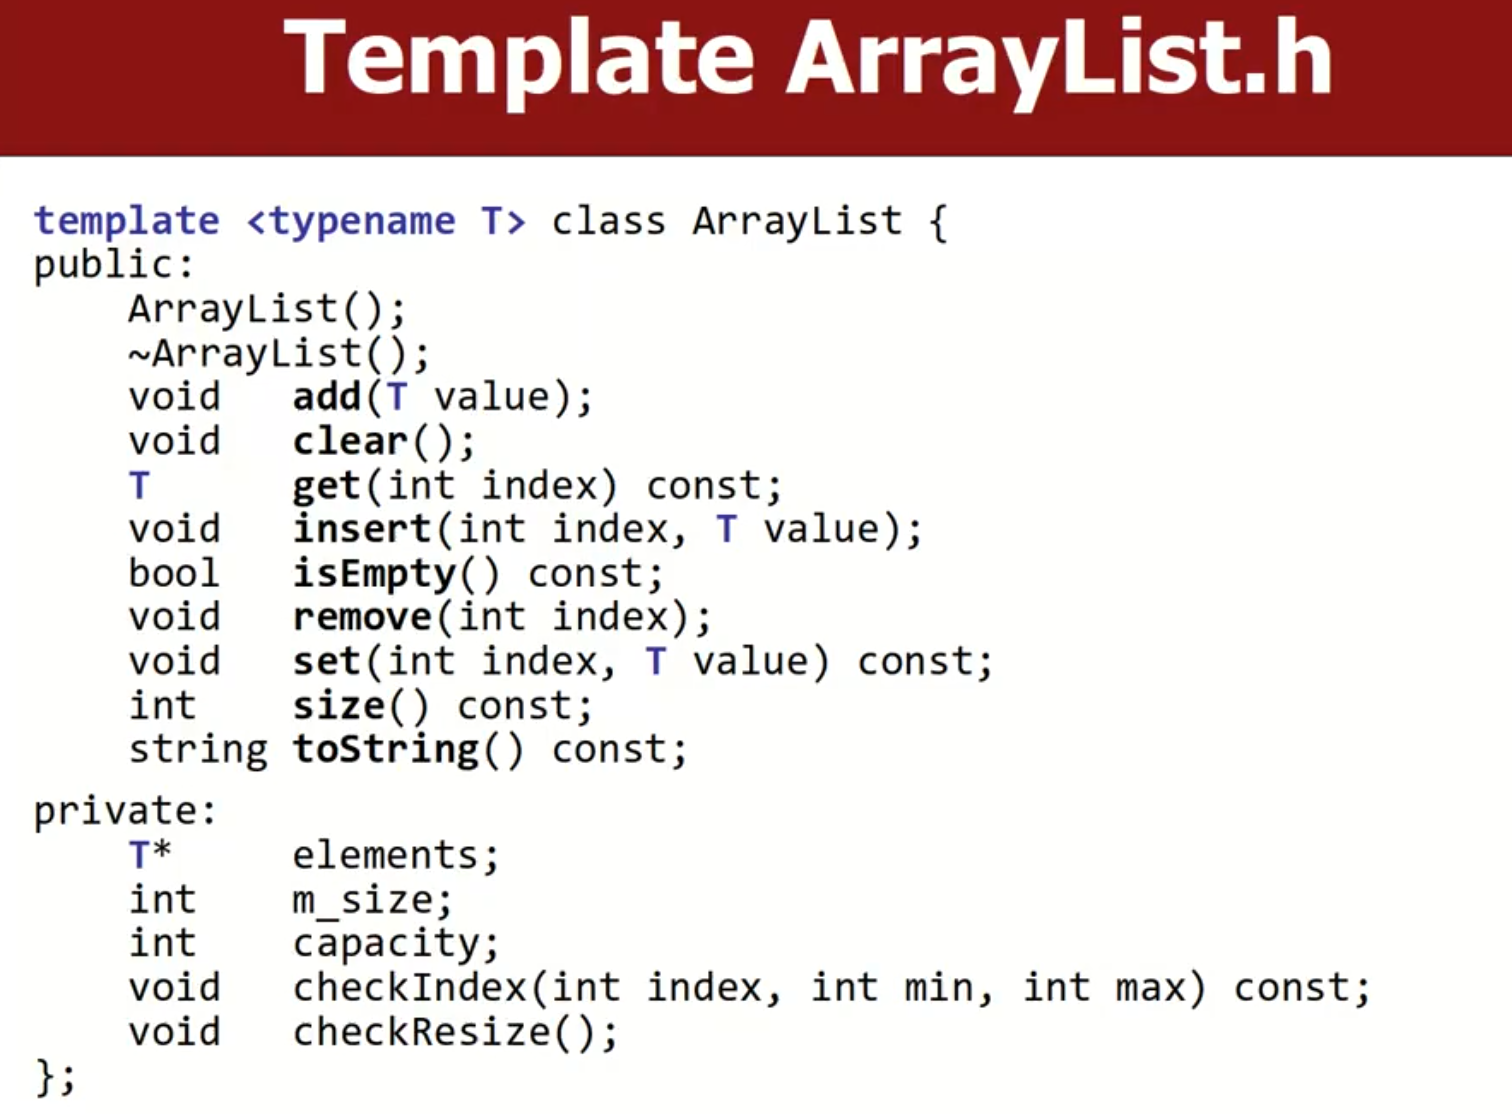 Template ArrayList.h
template <typename T> class ArrayList {
public:
    ArrayList();
    ~ArrayList();
    void   add(T value);
    void   clear();
    T      get(int index) const;
    void   insert(int index, T value);
    bool   isEmpty() const;
    void   remove(int index);
    void   set(int index, T value) const;
    int    size() const;
    string toString() const;
private:
    T*     elements;
    int    m_size;
    int    capacity;
    void   checkIndex(int index, int min, int max) const;
    void   checkResize();
};